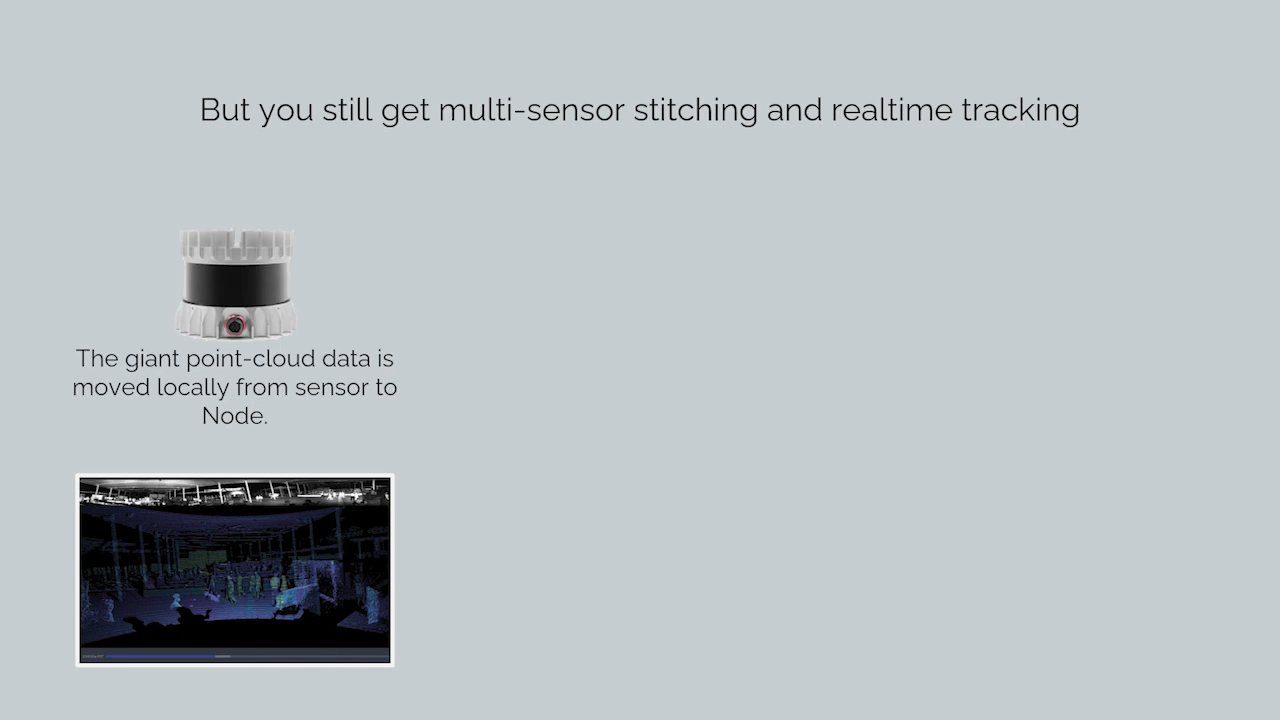 But you still get multi-sensor stitching and realtime tracking
The giant point-cloud data is
moved locally from sensor to
Node.